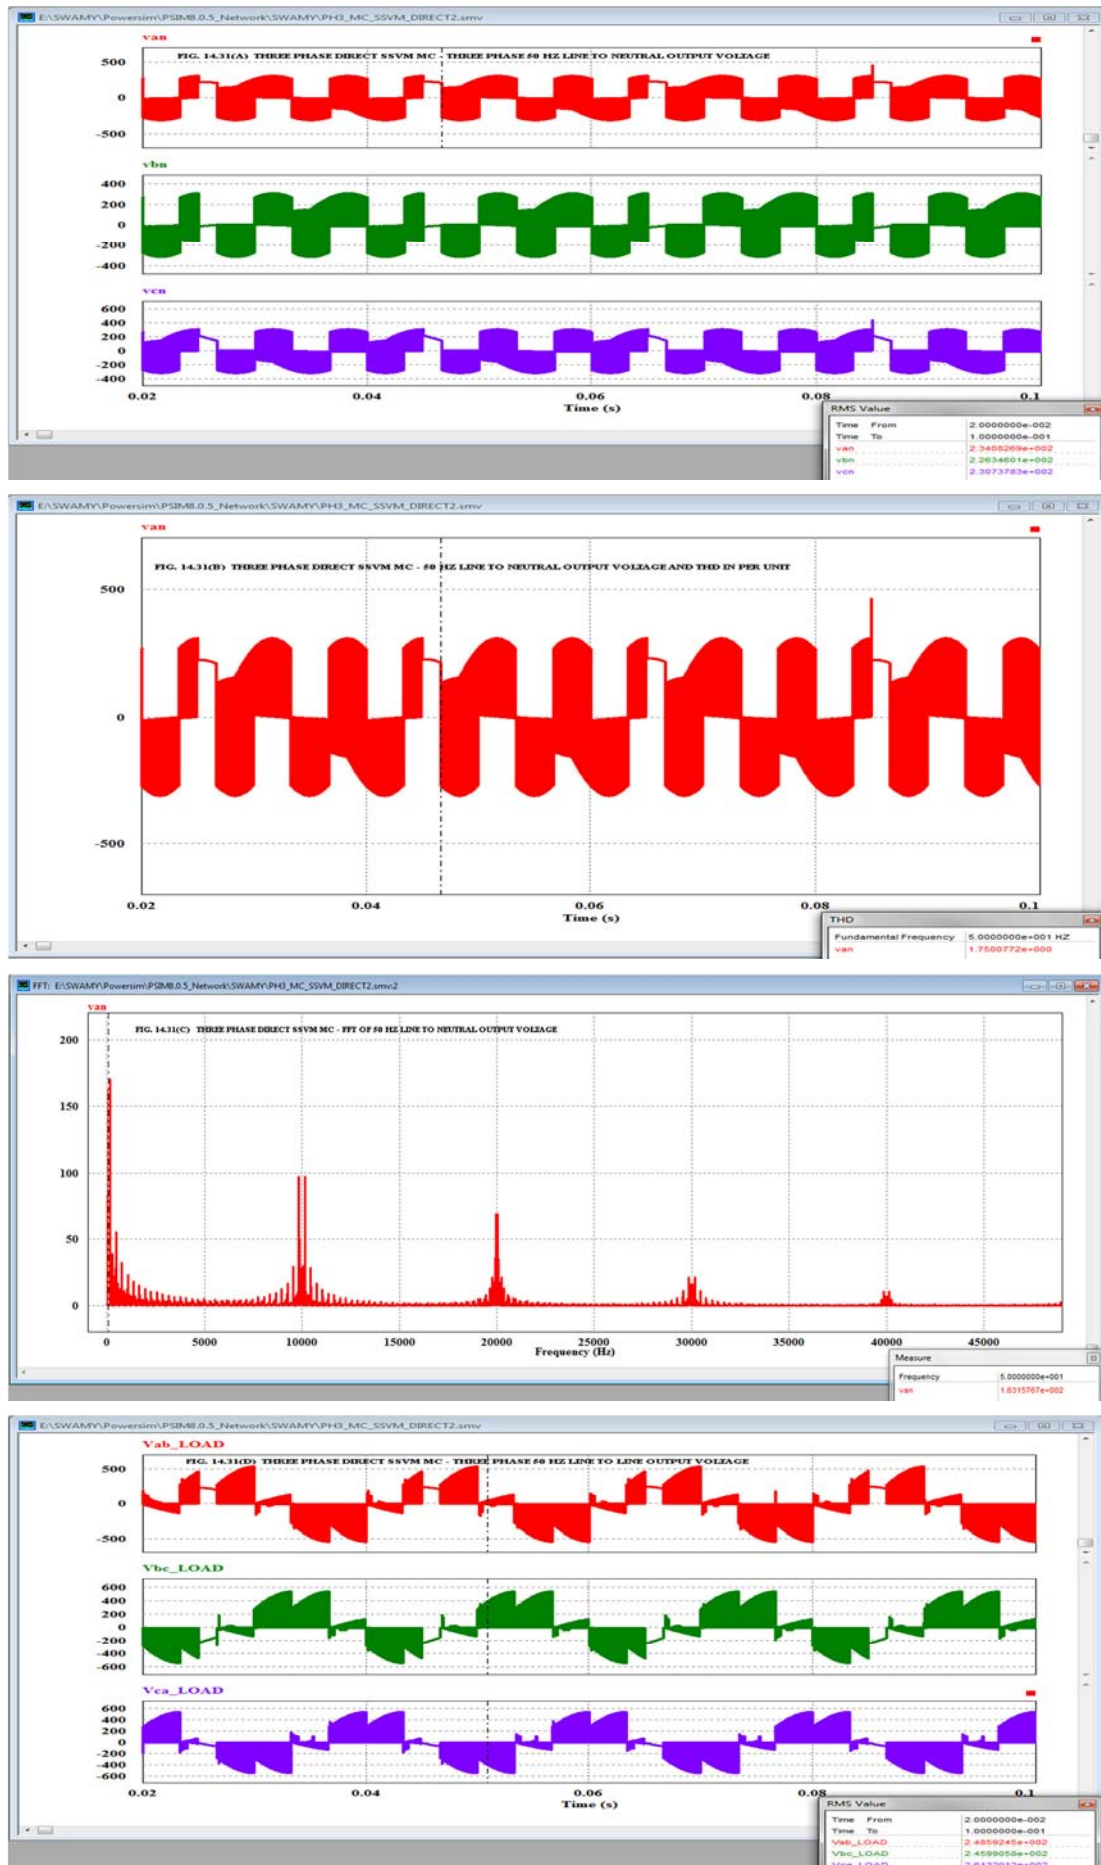 E:\SWAMY\Powersim\PSIM8.0.5_Network\SWAMY\PH3_MC_SSVM_DIRECT2.smv
van
FIG. 14.31(A) THREE PHASE DIRECT SSVM MC - THREE PHASE 50 HZ LINE TO NEUTRAL OUTPUT VOLTAGE
500
0
-500
vbn
400
200
0
-200
-400
vcn
600
400
200
0
-200
-400
0.02 0.04 0.06 0.08 0.1
Time (s)
RMS Value
Time From 2.0000000e-002
Time To 1.0000000e-001
van 2.3408269e+002
vbn 2.2634601e+002
vcn 2.3073783e+002
E:\SWAMY\Powersim\PSIM8.0.5_Network\SWAMY\PH3_MC_SSVM_DIRECT2.smv
van
FIG. 14.31(B) THREE PHASE DIRECT SSVM MC - 50 HZ LINE TO NEUTRAL OUTPUT VOLTAGE AND THD IN PER UNIT
500
0
-500
0.02 0.04 0.06 0.08 0.1
Time (s)
THD
Fundamental Frequency 5.0000000e+001 HZ
van 1.7500772e+000
FFT: E:\SWAMY\Powersim\PSIM8.0.5_Network\SWAMY\PH3_MC_SSVM_DIRECT2.smv:2
van
FIG. 14.31(C) THREE PHASE DIRECT SSVM MC - FFT OF 50 HZ LINE TO NEUTRAL OUTPUT VOLTAGE
200
150
100
50
0
0 5000 10000 15000 20000 25000 30000 35000 40000 45000
Frequency (Hz)
Measure
Frequency 5.0000000e+001
van 1.6315767e+002
E:\SWAMY\Powersim\PSIM8.0.5_Network\SWAMY\PH3_MC_SSVM_DIRECT2.smv
Vab_LOAD
FIG. 14.31(D) THREE PHASE DIRECT SSVM MC - THREE PHASE 50 HZ LINE TO LINE OUTPUT VOLTAGE
500
0
-500
Vbc_LOAD
600
400
200
0
-200
-400
-600
Vca_LOAD
600
400
200
0
-200
-400
-600
0.02 0.04 0.06 0.08 0.1
Time (s)
RMS Value
Time From 2.0000000e-002
Time To 1.0000000e-001
Vab_LOAD 2.4859245e+002
Vbc_LOAD 2.4599058e+002
Vca_LOAD